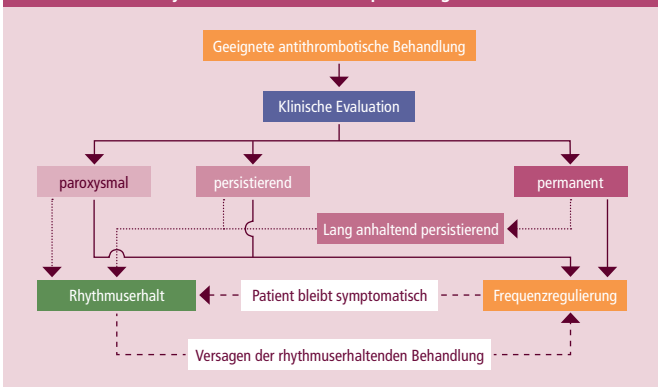 Geeignete antithrombotische Behandlung
Klinische Evaluation
paroxysmal
persistierend
permanent
Lang anhaltend persistierend
Rhythmuserhalt
Patient bleibt symptomatisch
Frequenzregulierung
Versagen der rhythmuserhaltenden Behandlung